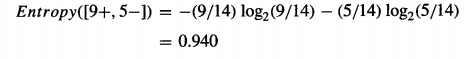 Entropy([9+, 5−]) = −(9/14) log₂(9/14) − (5/14) log₂(5/14)
= 0.940